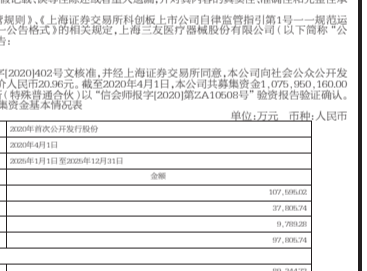 管规则》、《上海证券交易所科创板上市公司自律监管指引第1号——规范运
—公告格式》的相关规定，上海三友医疗器械股份有限公司（以下简称“公
告：
字[2020]402号文核准，并经上海证券交易所同意，本公司向社会公众公开发
价人民币20.96元。截至2020年4月1日，本公司共募集资金1,075,950,160.00
（特殊普通合伙）以“信会师报字[2020]第ZA10508号”验资报告验证确认。
集资金基本情况表
单位：万元 币种：人民币
2020年首次公开发行股份
2020年4月1日
2025年1月1日至2025年12月31日
金额
107,595.02
37,805.74
9,789.28
97,805.74